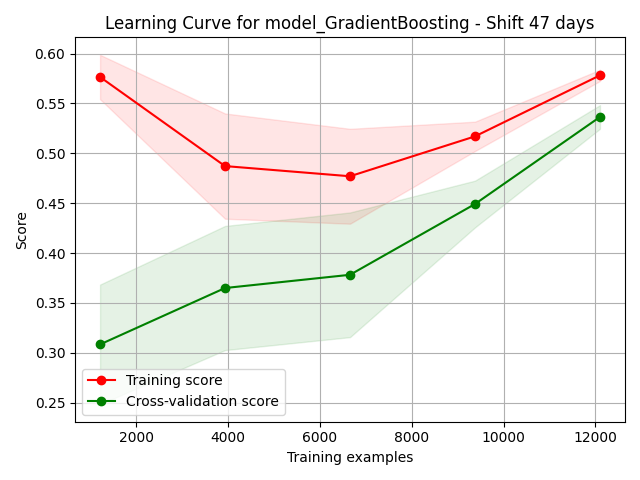 Learning Curve for model_GradientBoosting - Shift 47 days
Score
0.60
0.55
0.50
0.45
0.40
0.35
0.30
0.25
Training score
Cross-validation score
2000 4000 6000 8000 10000 12000
Training examples